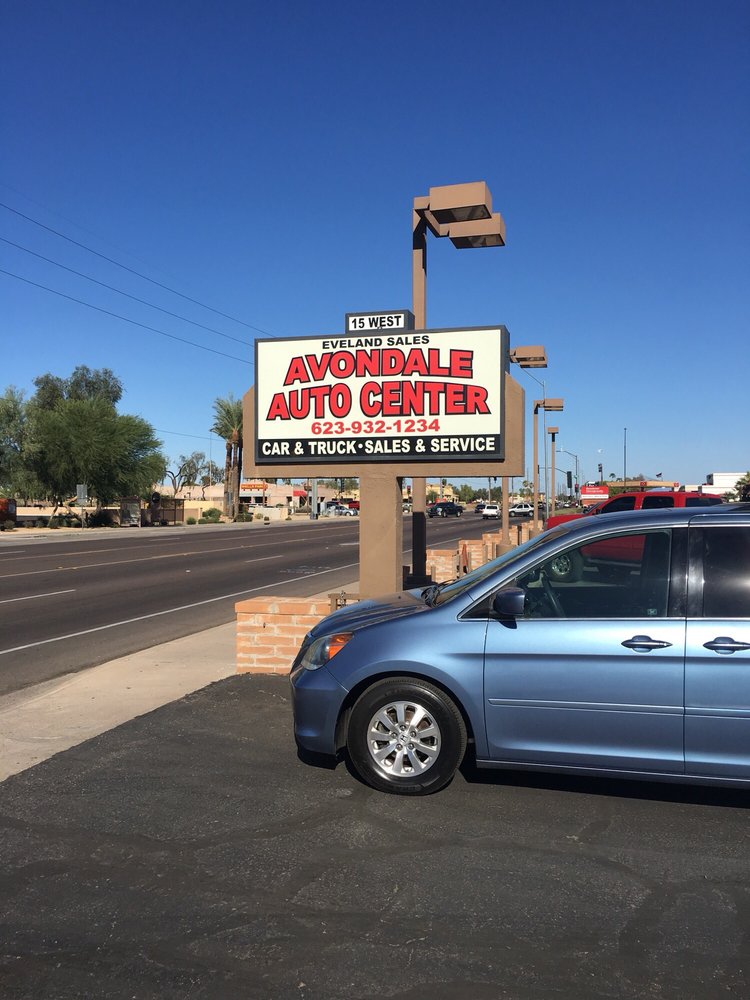 15 WEST
EVELAND SALES
AVONDALE
AUTO CENTER
623-932-1234
CAR & TRUCK • SALES & SERVICE